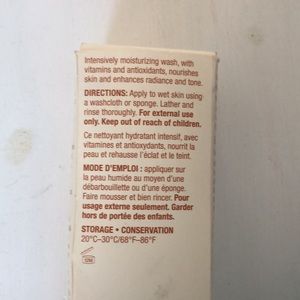 Intensively moisturizing wash, with
vitamins and antioxidants, nourishes
skin and enhances radiance and tone.
DIRECTIONS: Apply to wet skin using
a washcloth or sponge. Lather and
rinse thoroughly. For external use
only. Keep out of reach of children.
Ce nettoyant hydratant intensif, avec
vitamines et antioxydants, nourrit la
peau et rehausse l'éclat et le teint.
MODE D'EMPLOI : appliquer sur
la peau humide au moyen d'une
débarbouillette ou d'une éponge.
Faire mousser et bien rincer. Pour
usage externe seulement. Garder
hors de portée des enfants.
STORAGE • CONSERVATION
20°C–30°C/68°F–86°F
12M